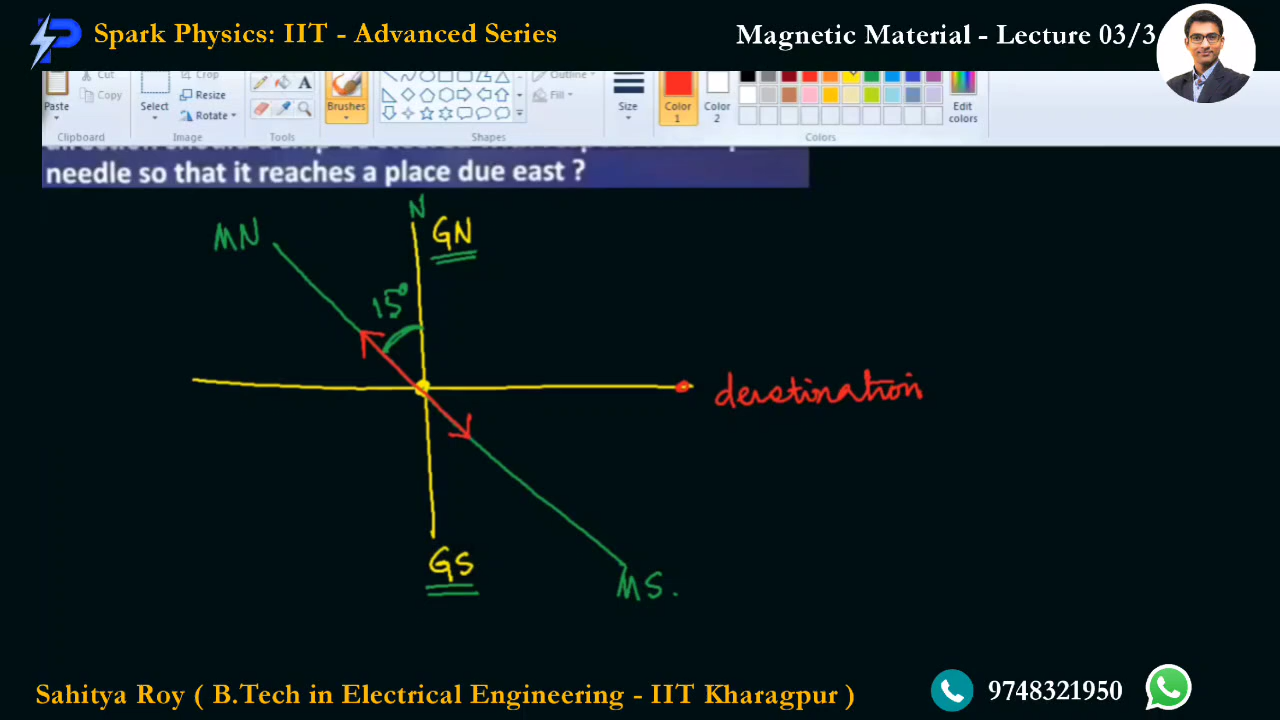 Spark Physics: IIT - Advanced Series
Magnetic Material - Lecture 03/3
Paste
Cut
Copy
Clipboard
Select
Crop
Resize
Rotate
Image
A
Tools
Brushes
Shapes
Outline
Fill
Size
Color 1
Color 2
Edit colors
Colors
needle so that it reaches a place due east ?
N
MN
GN
15°
derstination
GS
MS.
Sahitya Roy ( B.Tech in Electrical Engineering - IIT Kharagpur )
9748321950